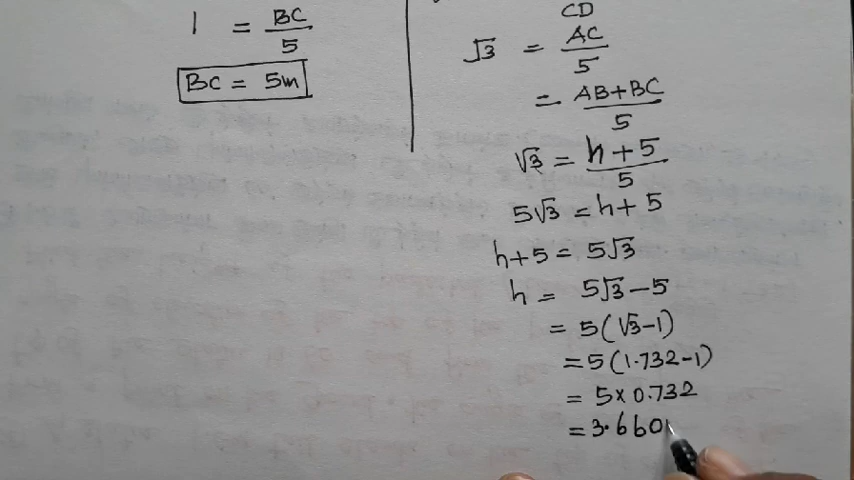 1 = BC/5
BC = 5m
CD
√3 = AC/5
= AB+BC/5
√3 = h+5/5
5√3 = h+5
h+5 = 5√3
h = 5√3-5
= 5(√3-1)
= 5(1.732-1)
= 5×0.732
= 3.660